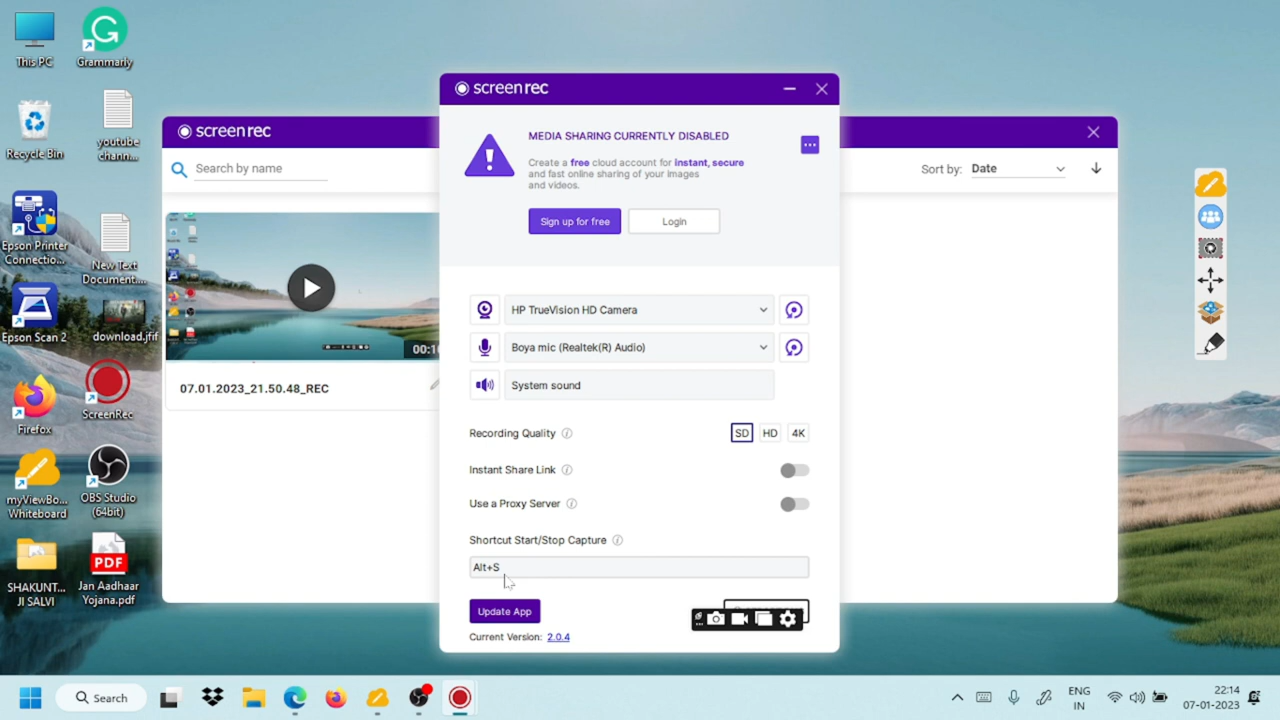 This PC
Grammarly
Recycle Bin
youtube
chann...
Epson Printer
Connectio...
New Text
Document...
Epson Scan 2
download.jfif
Firefox
ScreenRec
myViewBo...
Whiteboard
OBS Studio
(64bit)
SHAKUNT...
JI SALVI
PDF
Jan Aadhaar
Yojana.pdf
screenrec
Search by name
Sort by: Date
00:1
07.01.2023_21.50.48_REC
screenrec
MEDIA SHARING CURRENTLY DISABLED
Create a free cloud account for instant, secure
and fast online sharing of your images
and videos.
Sign up for free
Login
HP TrueVision HD Camera
Boya mic (Realtek(R) Audio)
System sound
Recording Quality
SD HD 4K
Instant Share Link
Use a Proxy Server
Shortcut Start/Stop Capture
Alt+S
Update App
Current Version: 2.0.4
Search
ENG
IN
22:14
07-01-2023